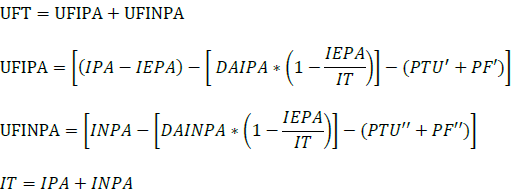 UFT = UFIPA + UFINPA
UFIPA = [(IPA − IEPA) − [ DAIPA ∗ (1 − IEPA/IT)] − (PTU′ + PF′)]
UFINPA = [INPA − [DAINPA ∗ (1 − IEPA/IT)] − (PTU′′ + PF′′)]
IT = IPA + INPA